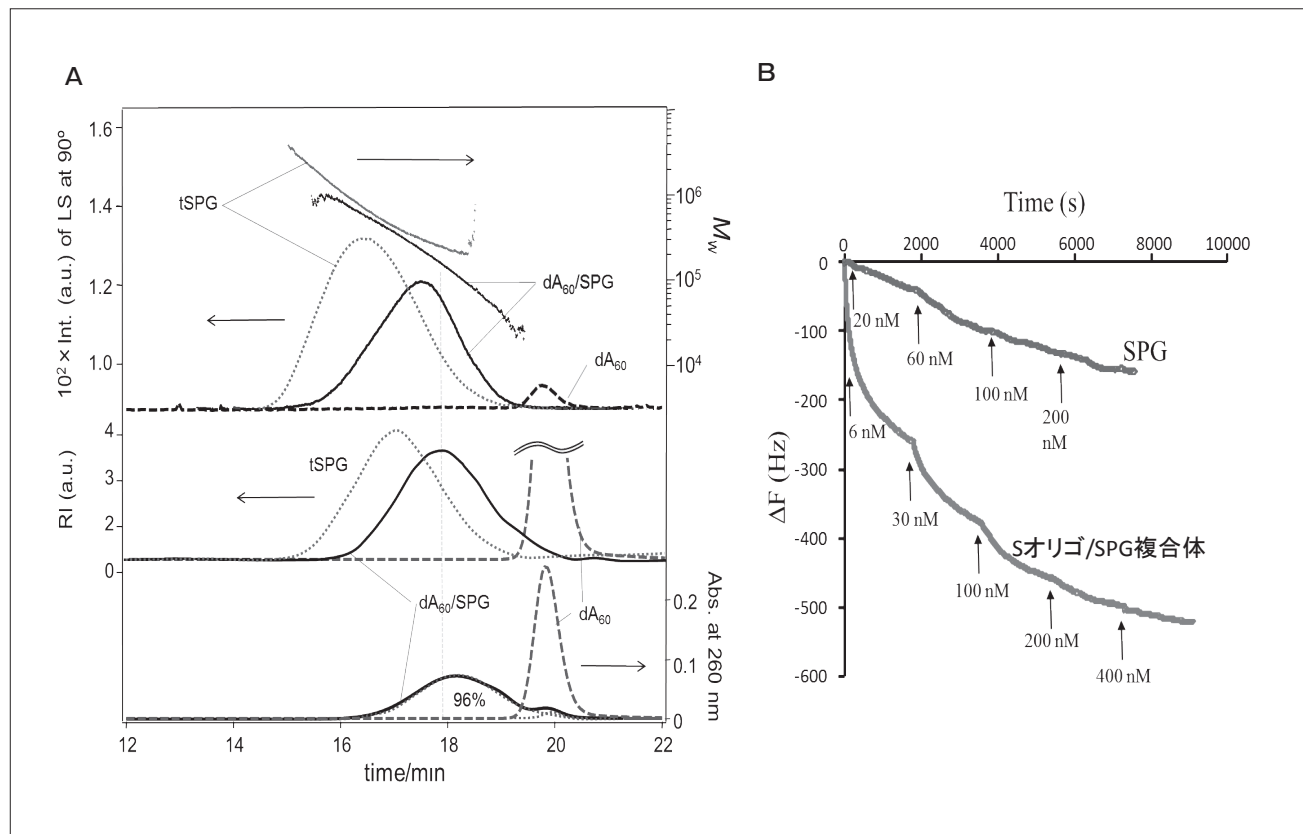 A
10² × Int. (a.u.) of LS at 90°
1.6
1.4
1.2
1.0
tSPG
10⁶
10⁵
10⁴
Mw
dA₆₀/SPG
dA₆₀
RI (a.u.)
4
3
2
0
tSPG
dA₆₀/SPG
dA₆₀
96%
0.2
0.1
0
Abs. at 260 nm
12 14 16 18 20 22
time/min
B
Time (s)
0 2000 4000 6000 8000 10000
ΔF (Hz)
0
-100
-200
-300
-400
-500
-600
20 nM
60 nM
100 nM
200
nM
SPG
6 nM
30 nM
100 nM
200 nM
400 nM
Sオリゴ/SPG複合体